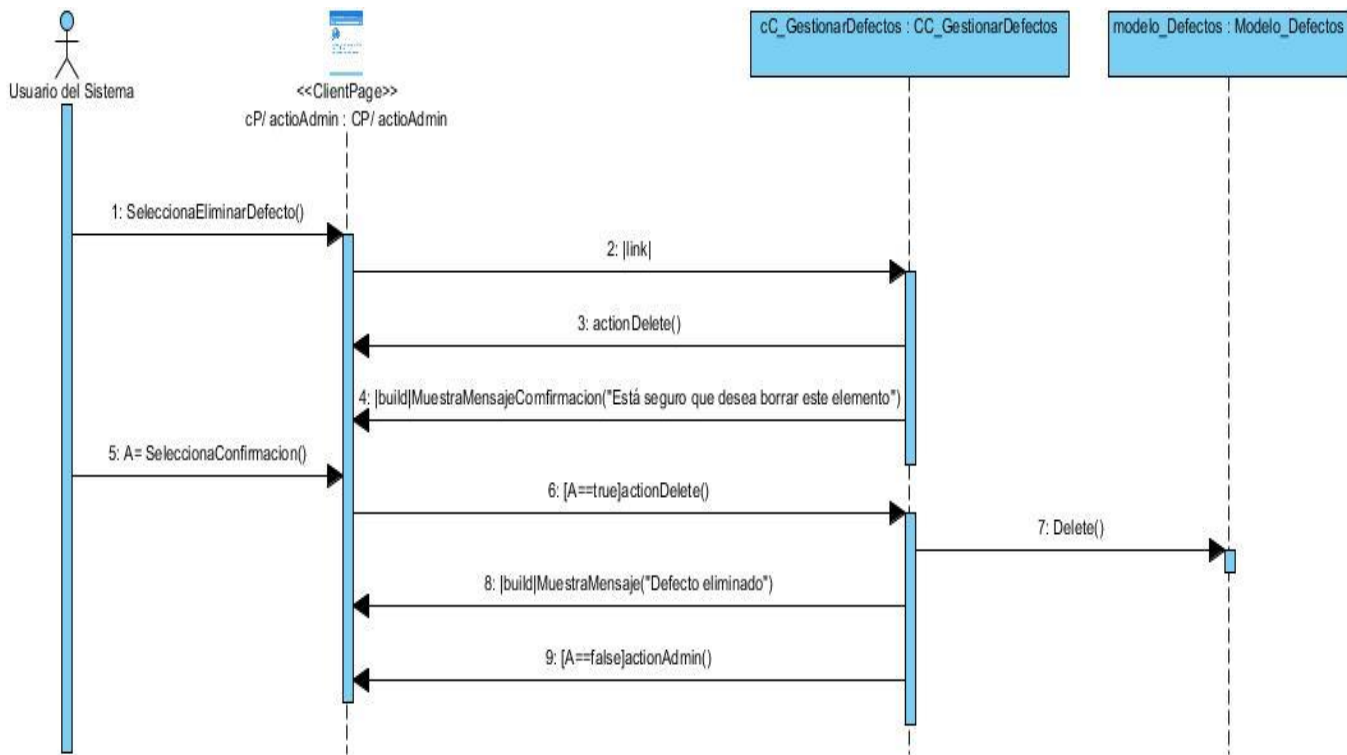 cC_GestionarDefectos : CC_GestionarDefectos
modelo_Defectos : Modelo_Defectos
Usuario del Sistema
<<ClientPage>>
cP/ actioAdmin : CP/ actioAdmin
1: SeleccionaEliminarDefecto()
2: |link|
3: actionDelete()
4: |build|MuestraMensajeComfirmacion("Está seguro que desea borrar este elemento")
5: A= SeleccionaConfirmacion()
6: [A==true]actionDelete()
7: Delete()
8: |build|MuestraMensaje("Defecto eliminado")
9: [A==false]actionAdmin()